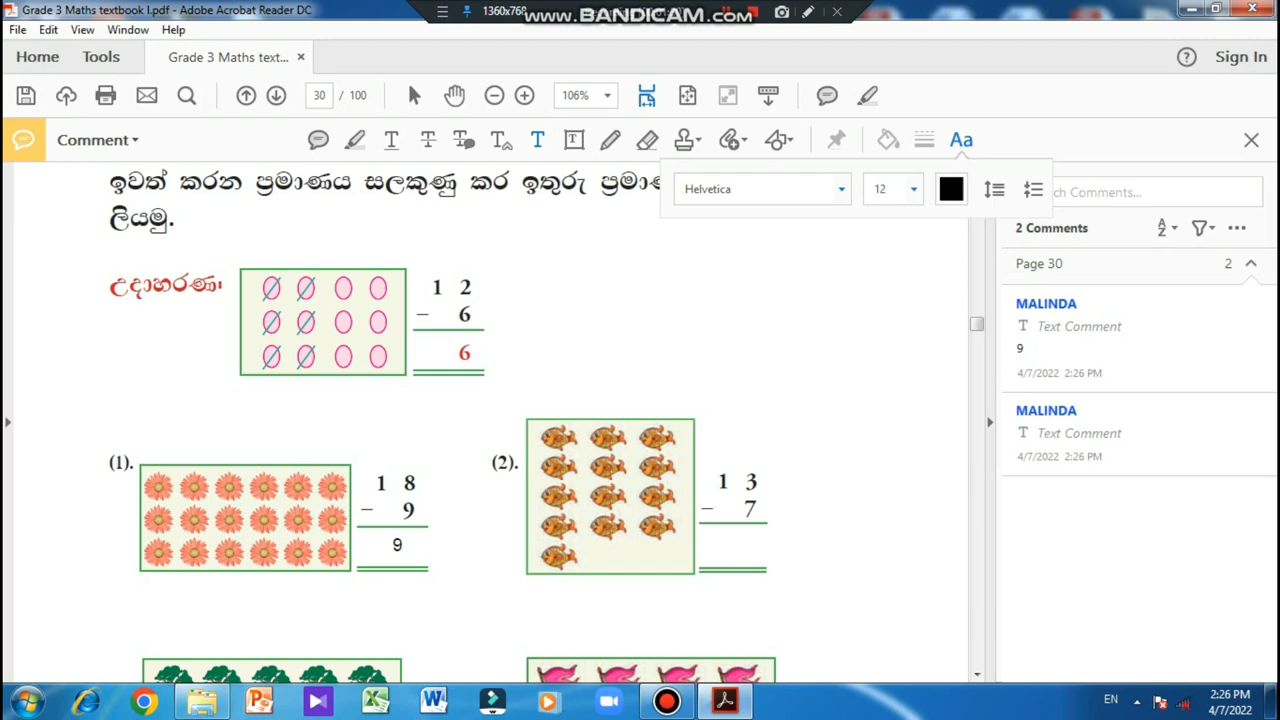 Grade 3 Maths textbook I.pdf - Adobe Acrobat Reader DC
1360x768
www.BANDICAM.com
File Edit View Window Help
Home Tools Grade 3 Maths text... × Sign In
30 / 100 106%
Comment
Aa
Helvetica 12
ඉවත් කරන ප්‍රමාණය සලකුණු කර ඉතුරු
ලියමු.
ch Comments...
2 Comments
Page 30 2
උදාහරණ:
1 2
− 6
6
MALINDA
Text Comment
9
4/7/2022 2:26 PM
MALINDA
Text Comment
4/7/2022 2:26 PM
(1).
1 8
− 9
9
(2).
1 3
− 7
EN
2:26 PM
4/7/2022